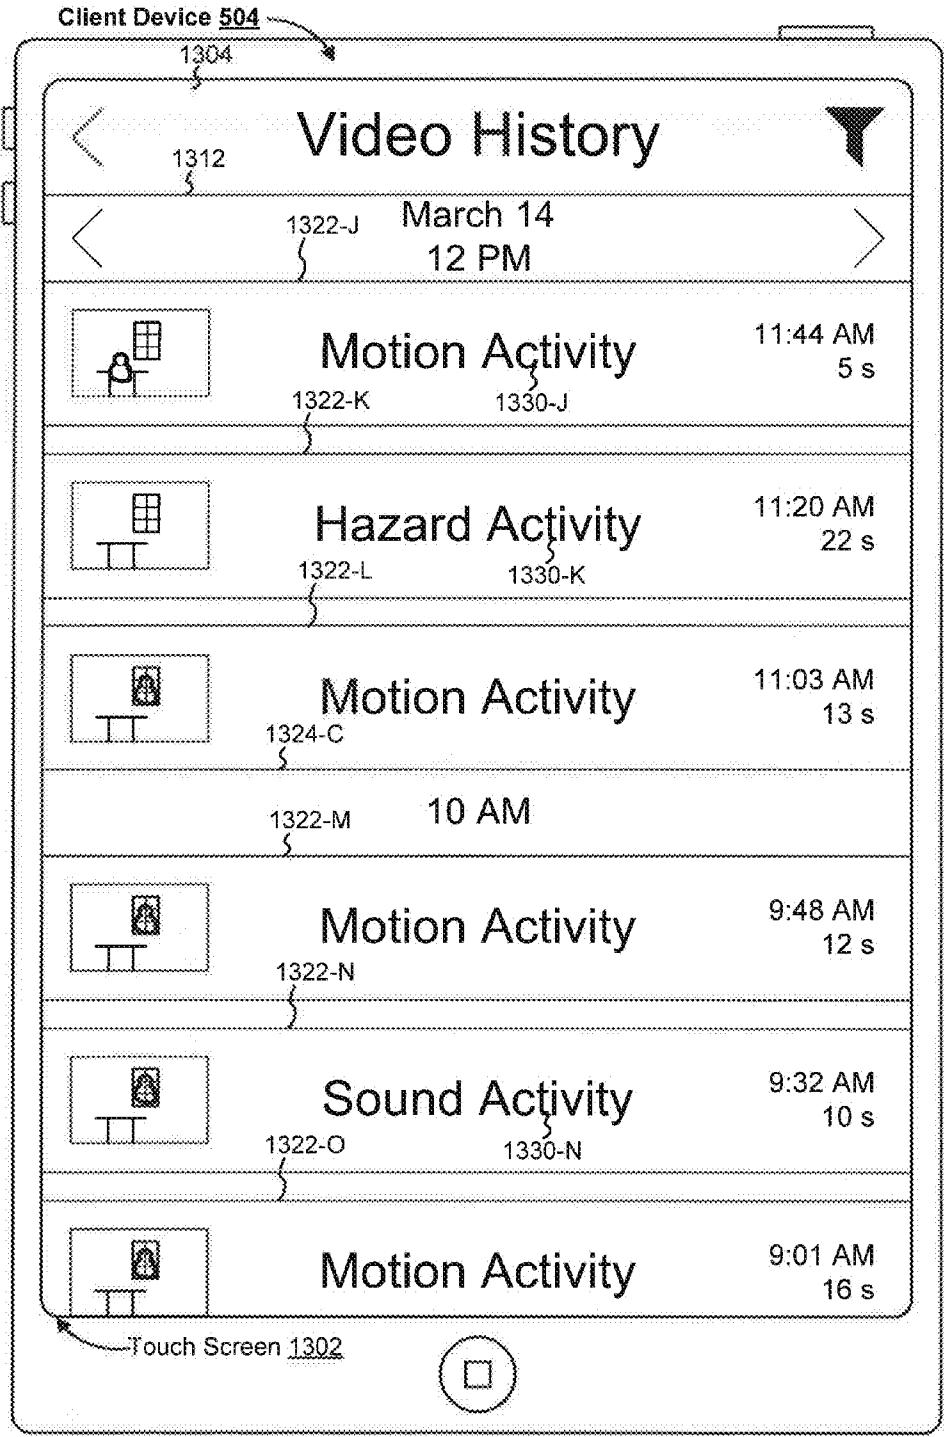 Client Device 504
1304
Video History
1312
March 14
1322-J
12 PM
Motion Activity
11:44 AM
5 s
1330-J
1322-K
Hazard Activity
11:20 AM
22 s
1330-K
1322-L
Motion Activity
11:03 AM
13 s
1324-C
10 AM
1322-M
Motion Activity
9:48 AM
12 s
1322-N
Sound Activity
9:32 AM
10 s
1330-N
1322-O
Motion Activity
9:01 AM
16 s
Touch Screen 1302